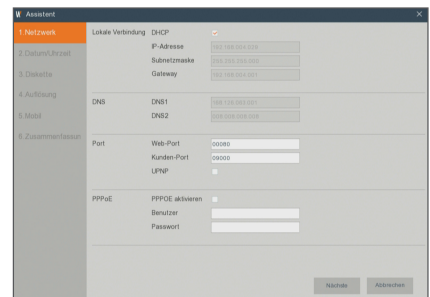 W Assistent
1.Netzwerk
2.Datum/Uhrzeit
3. Diskette
4.Auflösung
5.Mobil
6.Zusammenfassun
Lokale Verbindung DHCP
IP-Adresse
Subnetzmaske
Gateway
DNS DNS1
DNS2
Port Web-Port 00080
Kunden-Port 09000
UPNP
PPPoE PPPOE aktivieren
Benutzer
Passwort
Nächste Abbrechen